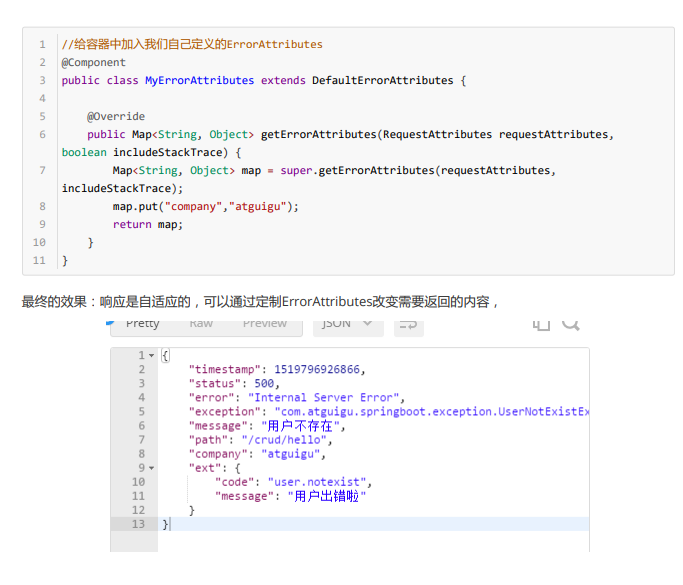 1 //给容器中加入我们自己定义的ErrorAttributes
2 @Component
3 public class MyErrorAttributes extends DefaultErrorAttributes {
4
5 @Override
6 public Map<String, Object> getErrorAttributes(RequestAttributes requestAttributes,
boolean includeStackTrace) {
7 Map<String, Object> map = super.getErrorAttributes(requestAttributes,
includeStackTrace);
8 map.put("company","atguigu");
9 return map;
10 }
11 }
最终的效果：响应是自适应的，可以通过定制ErrorAttributes改变需要返回的内容，
Pretty Raw Preview JSON
1 {
2 "timestamp": 1519796926866,
3 "status": 500,
4 "error": "Internal Server Error",
5 "exception": "com.atguigu.springboot.exception.UserNotExistEx
6 "message": "用户不存在",
7 "path": "/crud/hello",
8 "company": "atguigu",
9 "ext": {
10 "code": "user.notexist",
11 "message": "用户出错啦"
12 }
13 }